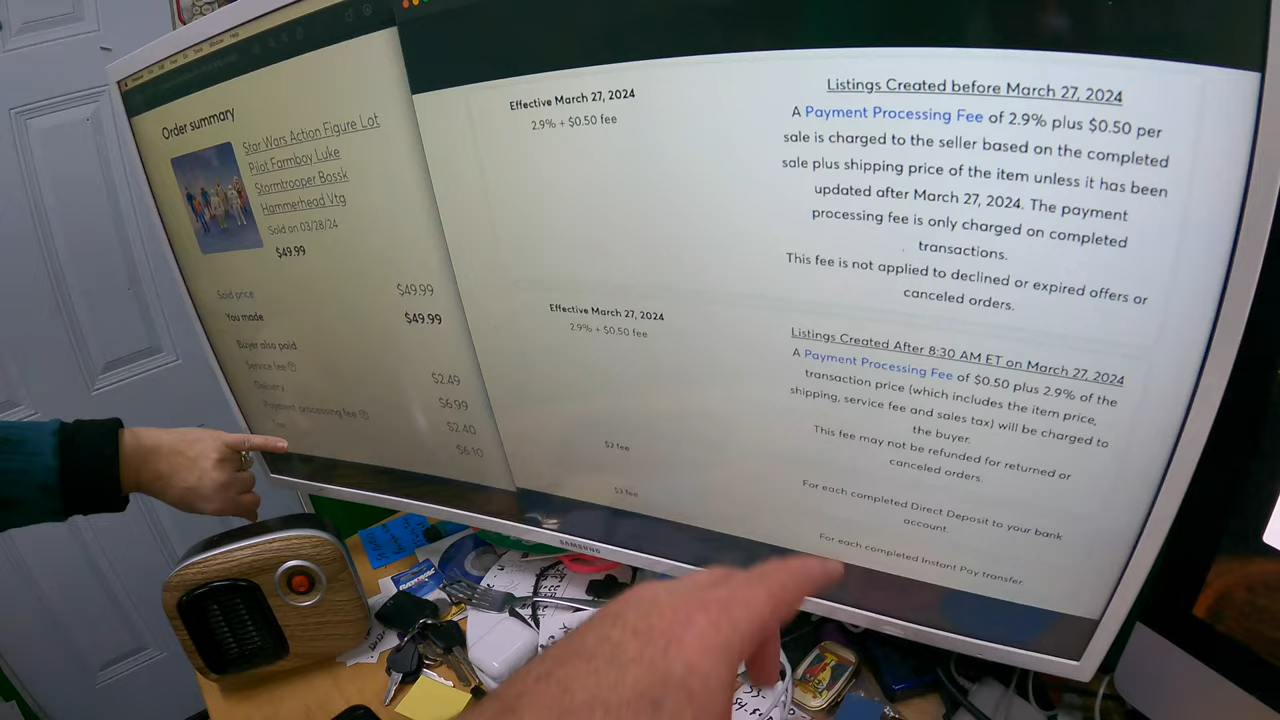 Order summary
Star Wars Action Figure Lot
Pilot Farmboy Luke
Stormtrooper Bossk
Hammerhead Vtg
Sold on 03/28/24
$49.99
Sold price $49.99
You made $49.99
Buyer also paid
Service fee $2.49
Delivery $6.99
Payment processing fee $2.40
$6.10
Effective March 27, 2024
2.9% + $0.50 fee
Listings Created before March 27, 2024
A Payment Processing Fee of 2.9% plus $0.50 per
sale is charged to the seller based on the completed
sale plus shipping price of the item unless it has been
updated after March 27, 2024. The payment
processing fee is only charged on completed
transactions.
This fee is not applied to declined or expired offers or
canceled orders.
Effective March 27, 2024
2.9% + $0.50 fee
Listings Created After 8:30 AM ET on March 27, 2024
A Payment Processing Fee of $0.50 plus 2.9% of the
transaction price (which includes the item price,
shipping, service fee and sales tax) will be charged to
the buyer.
This fee may not be refunded for returned or
canceled orders.
$2 fee
For each completed Direct Deposit to your bank
account.
$3 fee
For each completed Instant Pay transfer
SAMSUNG